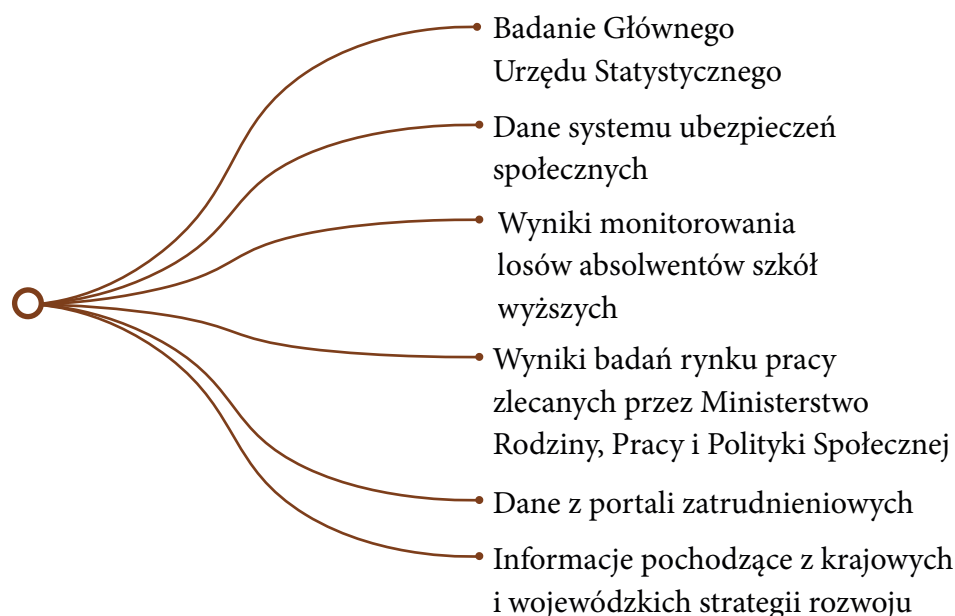 Badanie Głównego
Urzędu Statystycznego
Dane systemu ubezpieczeń
społecznych
Wyniki monitorowania
losów absolwentów szkół
wyższych
Wyniki badań rynku pracy
zlecanych przez Ministerstwo
Rodziny, Pracy i Polityki Społecznej
Dane z portali zatrudnieniowych
Informacje pochodzące z krajowych
i wojewódzkich strategii rozwoju